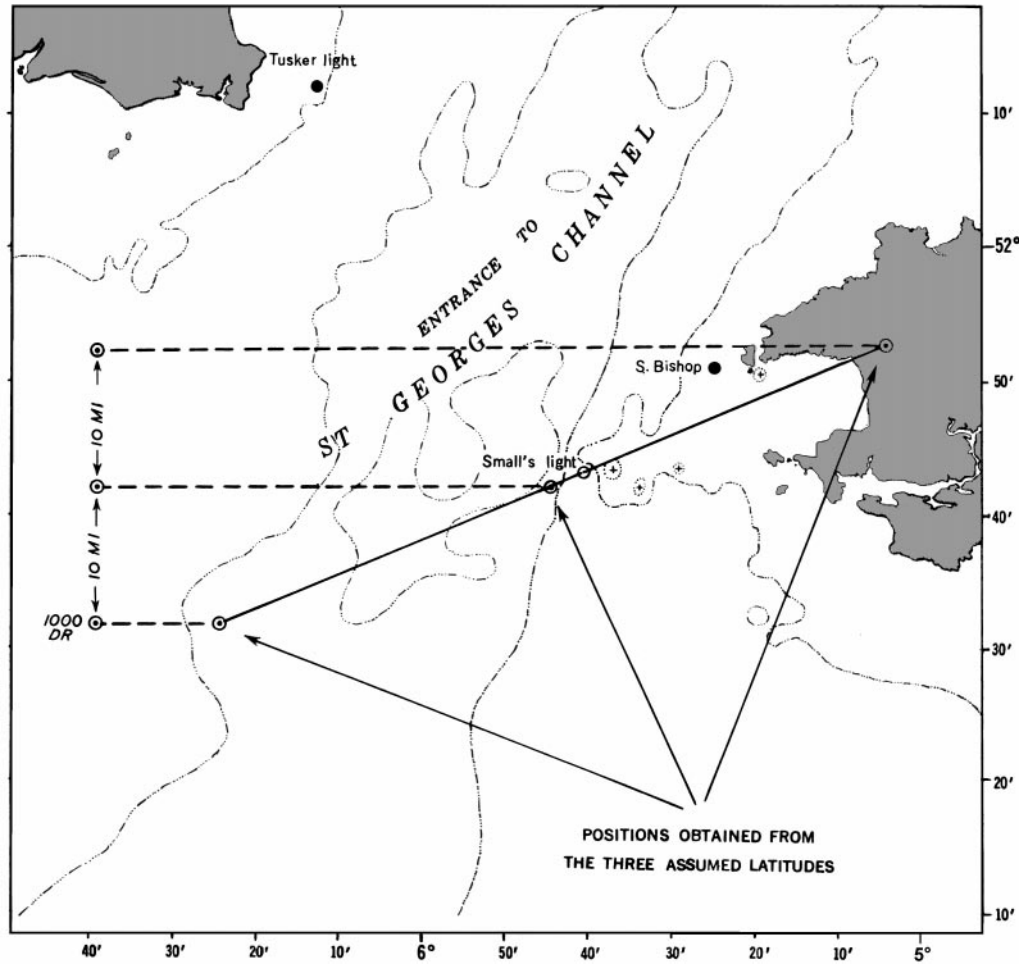 Tusker light
10'
ENTRANCE TO
ST GEORGES CHANNEL
52°
S. Bishop
50'
10 MI
Small's light
40'
10 MI
1000
DR
30'
20'
POSITIONS OBTAINED FROM
THE THREE ASSUMED LATITUDES
10'
40' 30' 20' 10' 6° 50' 40' 30' 20' 10' 5°